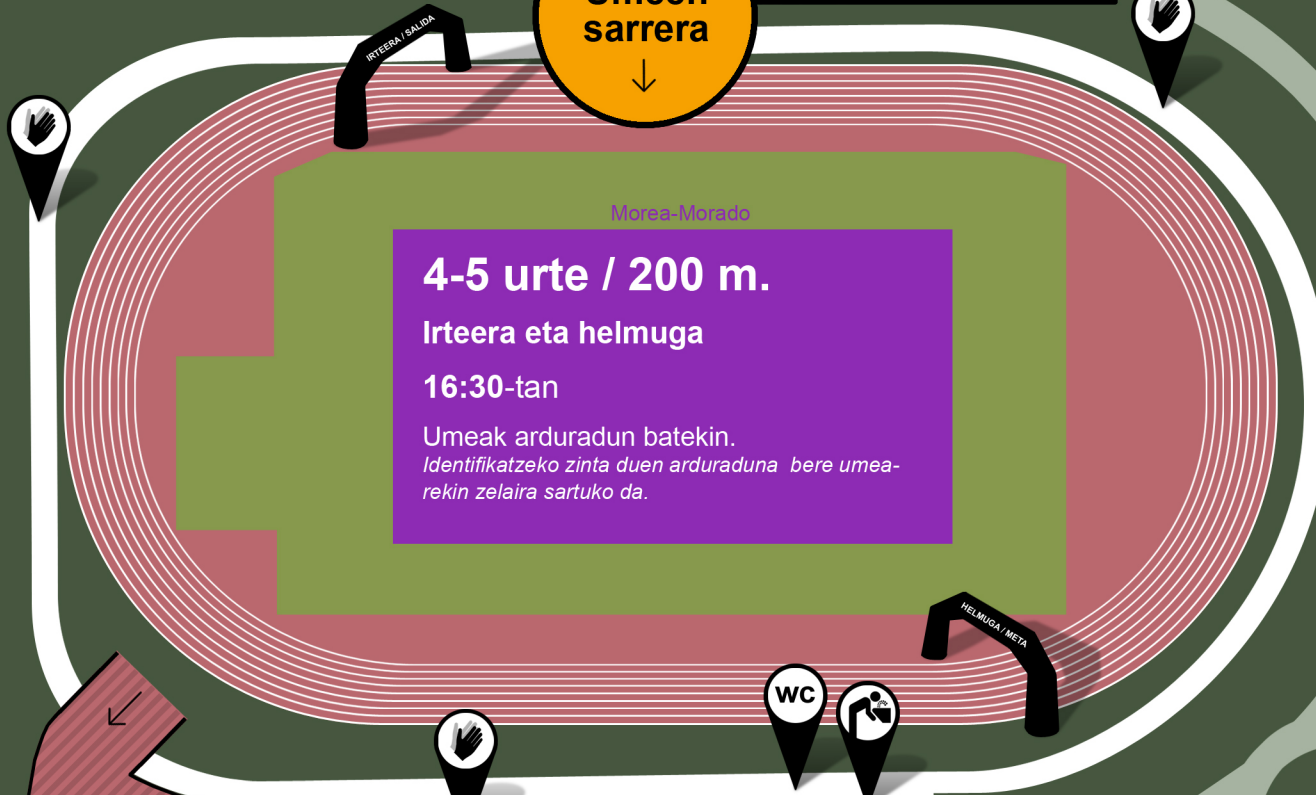 sarrera
IRTEERA / SALIDA
Morea-Morado
4-5 urte / 200 m.
Irteera eta helmuga
16:30-tan
Umeak arduradun batekin.
Identifikatzeko zinta duen arduraduna bere umea-
rekin zelaira sartuko da.
HELMUGA / META
WC